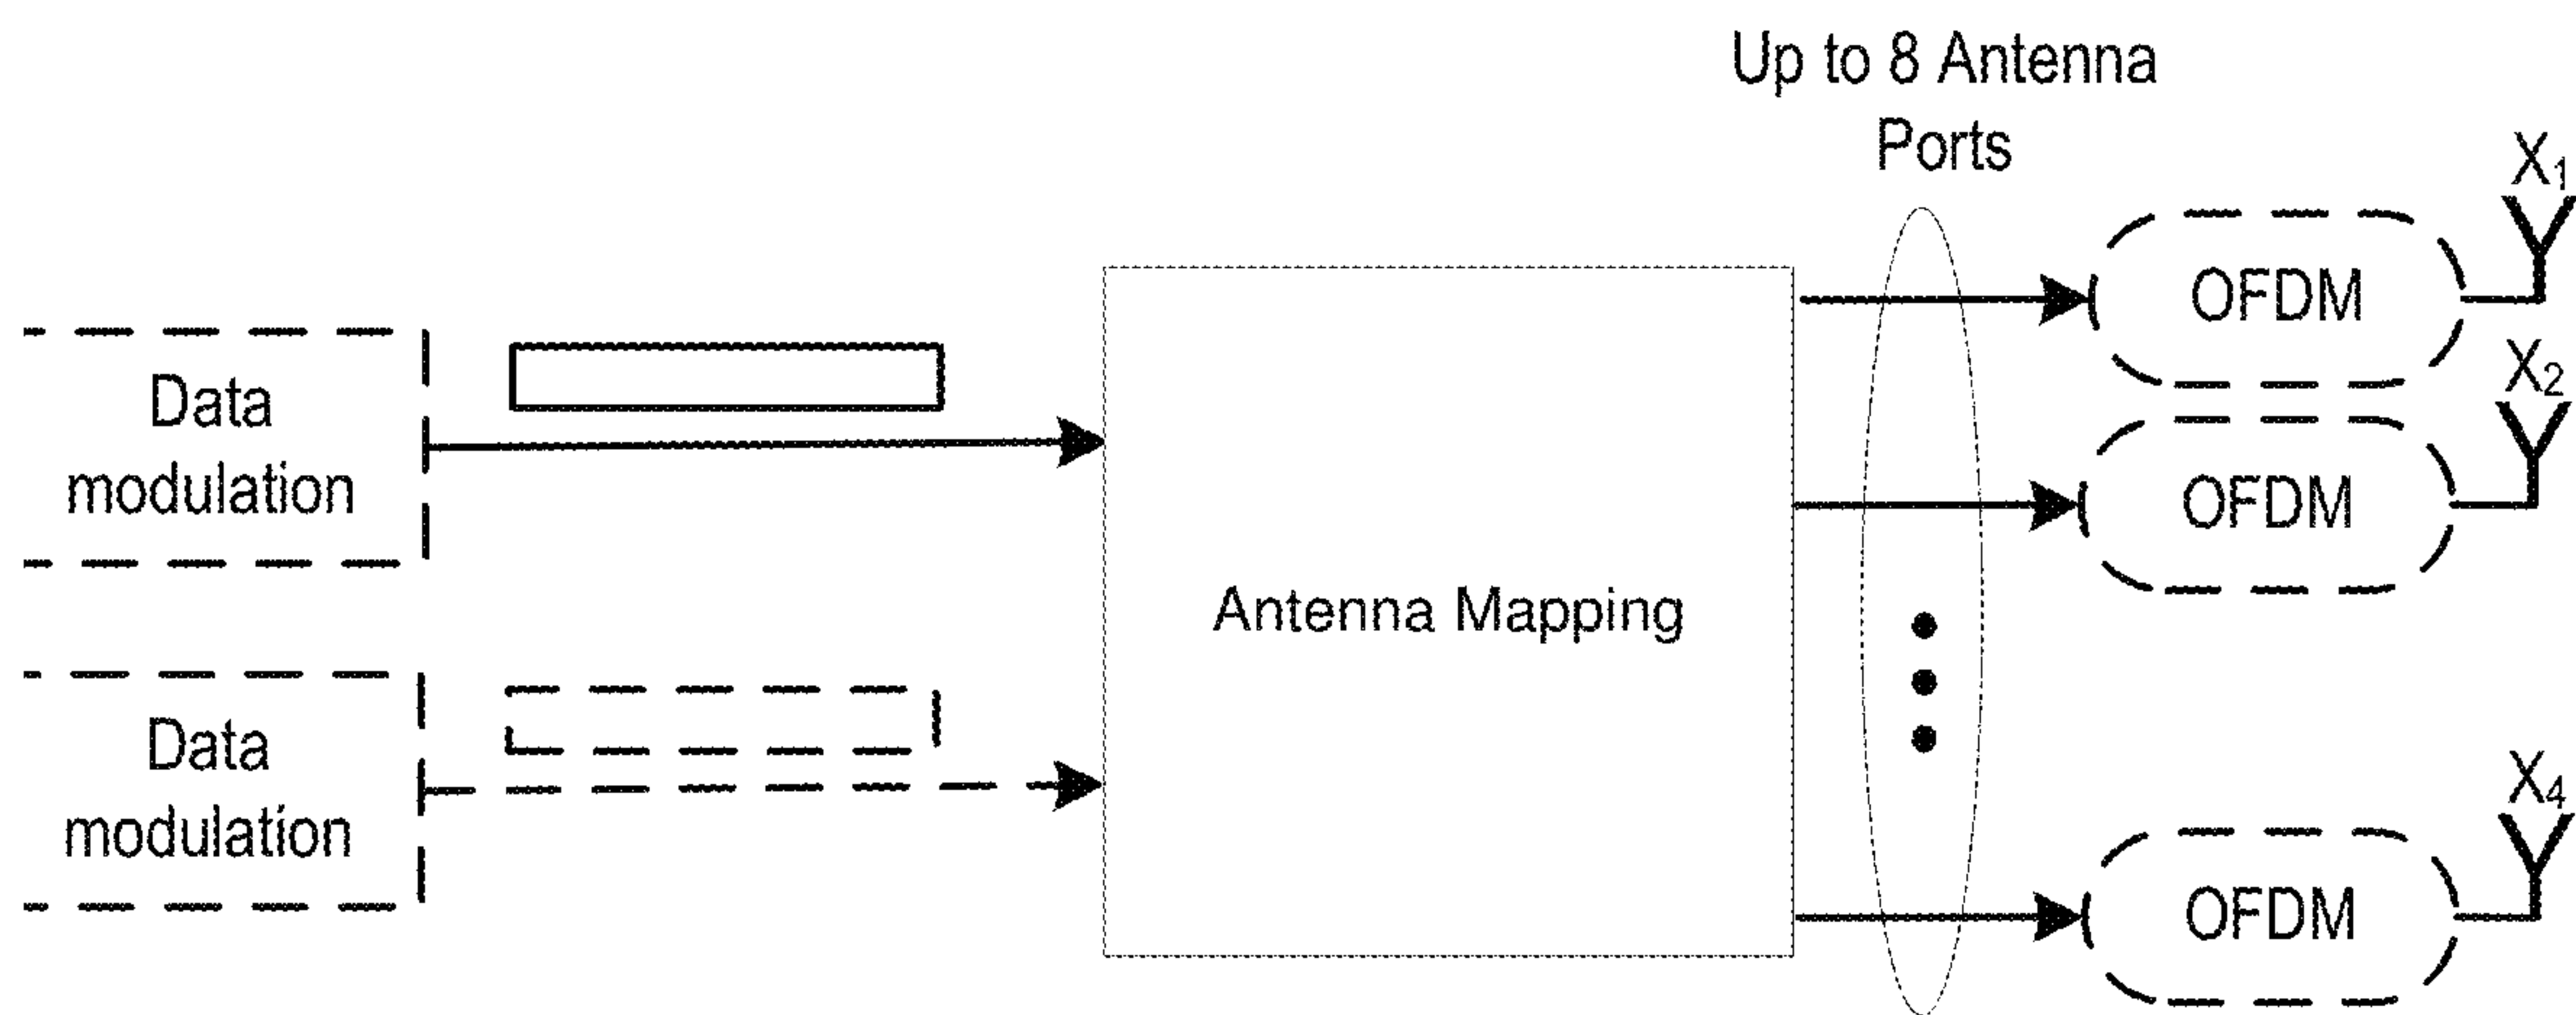 Up to 8 Antenna
Ports
X1
OFDM
X2
OFDM
Data
modulation
Antenna Mapping
Data
modulation
X4
OFDM